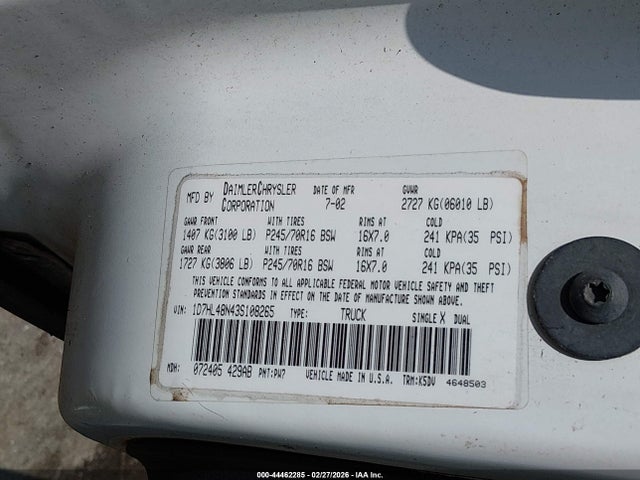 MFD BY DAIMLERCHRYSLER CORPORATION DATE OF MFR 7-02 GVWR 2727 KG(06010 LB)
GAWR FRONT WITH TIRES RIMS AT COLD
1407 KG(3100 LB) P245/70R16 BSW 16X7.0 241 KPA(35 PSI)
GAWR REAR WITH TIRES RIMS AT COLD
1727 KG(3806 LB) P245/70R16 BSW 16X7.0 241 KPA(35 PSI)
THIS VEHICLE CONFORMS TO ALL APPLICABLE FEDERAL MOTOR VEHICLE SAFETY AND THEFT
PREVENTION STANDARDS IN EFFECT ON THE DATE OF MANUFACTURE SHOWN ABOVE.
VIN: 1D7HL48N43S108265 TYPE: TRUCK SINGLE X DUAL
MDH: 072405 429AB PNT:PW7 VEHICLE MADE IN U.S.A. TRM:K5DV 4648503
000-44462285 - 02/27/2026 - IAA Inc.